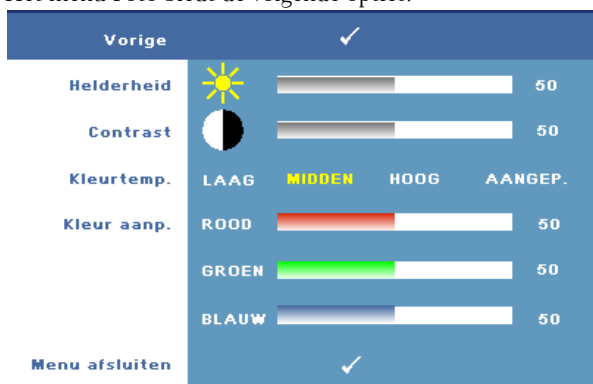 Vorige
Helderheid 50
Contrast 50
Kleurtemp. LAAG MIDDEN HOOG AANGEP.
Kleur aanp. ROOD 50
GROEN 50
BLAUW 50
Menu afsluiten